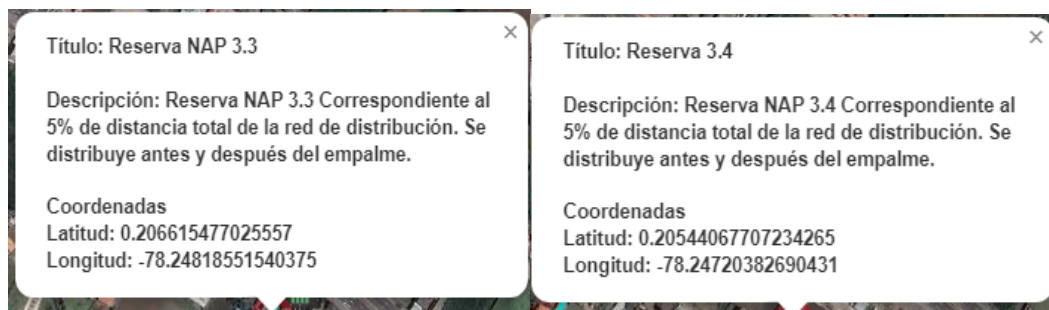 Título: Reserva NAP 3.3
Descripción: Reserva NAP 3.3 Correspondiente al
5% de distancia total de la red de distribución. Se
distribuye antes y después del empalme.
Coordenadas
Latitud: 0.206615477025557
Longitud: -78.24818551540375
Título: Reserva 3.4
Descripción: Reserva NAP 3.4 Correspondiente al
5% de distancia total de la red de distribución. Se
distribuye antes y después del empalme.
Coordenadas
Latitud: 0.20544067707234265
Longitud: -78.24720382690431